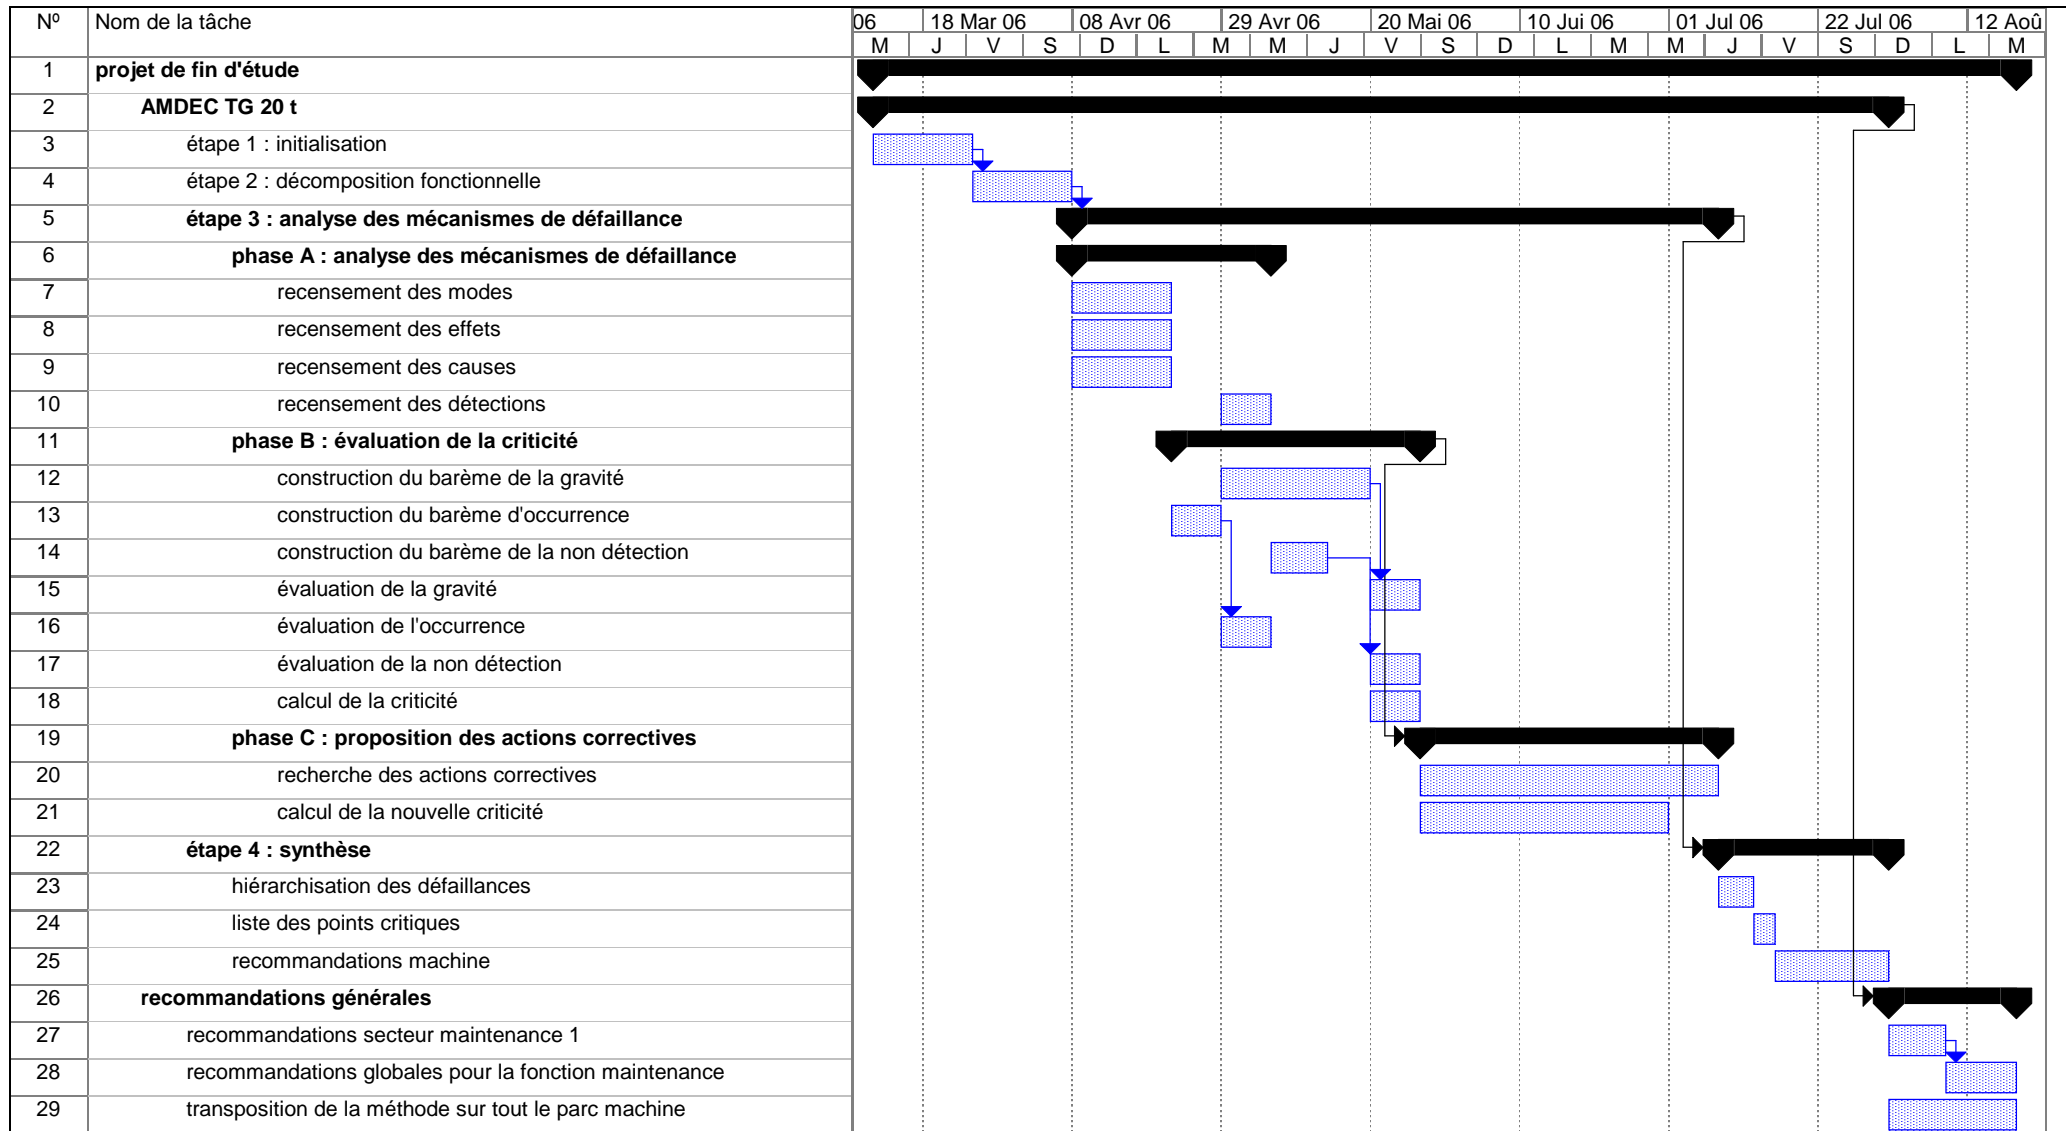 Nº Nom de la tâche 06 18 Mar 06 08 Avr 06 29 Avr 06 20 Mai 06 10 Jui 06 01 Jul 06 22 Jul 06 12 Aoû
M J V S D L M M J V S D L M M J V S D L M
1 projet de fin d'étude
2 AMDEC TG 20 t
3 étape 1 : initialisation
4 étape 2 : décomposition fonctionnelle
5 étape 3 : analyse des mécanismes de défaillance
6 phase A : analyse des mécanismes de défaillance
7 recensement des modes
8 recensement des effets
9 recensement des causes
10 recensement des détections
11 phase B : évaluation de la criticité
12 construction du barème de la gravité
13 construction du barème d'occurrence
14 construction du barème de la non détection
15 évaluation de la gravité
16 évaluation de l'occurrence
17 évaluation de la non détection
18 calcul de la criticité
19 phase C : proposition des actions correctives
20 recherche des actions correctives
21 calcul de la nouvelle criticité
22 étape 4 : synthèse
23 hiérarchisation des défaillances
24 liste des points critiques
25 recommandations machine
26 recommandations générales
27 recommandations secteur maintenance 1
28 recommandations globales pour la fonction maintenance
29 transposition de la méthode sur tout le parc machine